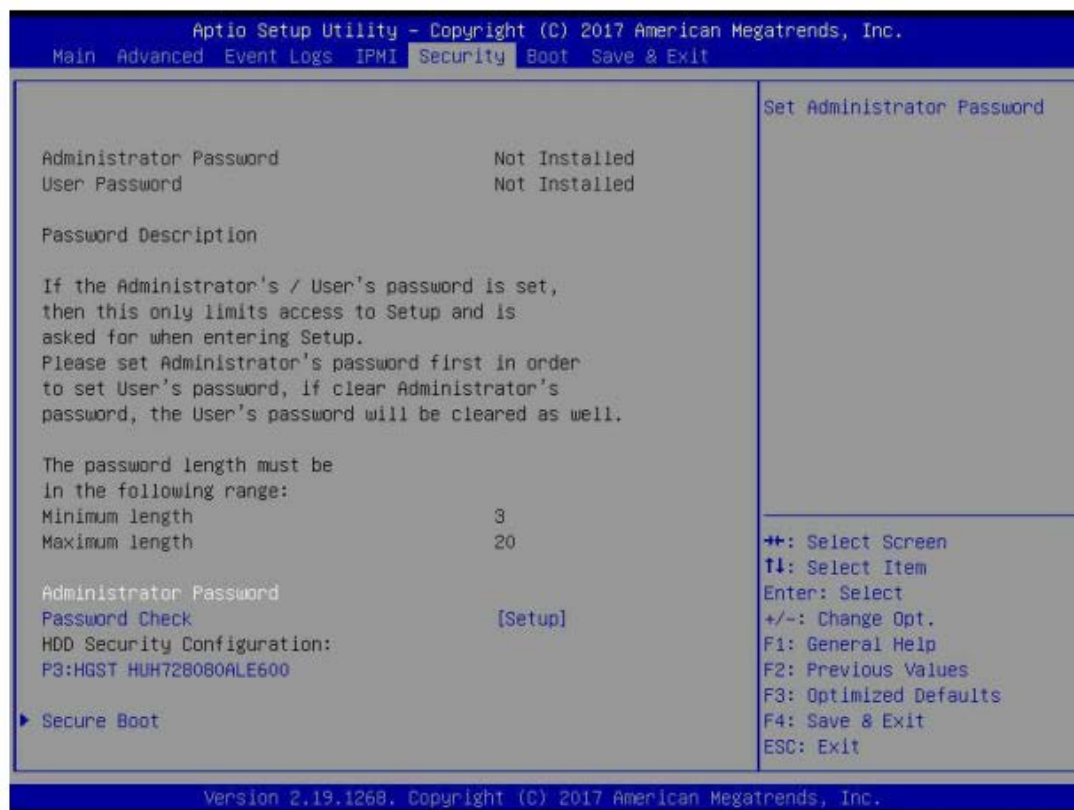 Aptio Setup Utility – Copyright (C) 2017 American Megatrends, Inc.
Main Advanced Event Logs IPMI Security Boot Save & Exit
Administrator Password Not Installed
User Password Not Installed
Password Description
If the Administrator's / User's password is set,
then this only limits access to Setup and is
asked for when entering Setup.
Please set Administrator's password first in order
to set User's password, if clear Administrator's
password, the User's password will be cleared as well.
The password length must be
in the following range:
Minimum length 3
Maximum length 20
Administrator Password
Password Check [Setup]
HDD Security Configuration:
P3:HGST HUH728080ALE600
Secure Boot
Set Administrator Password
→←: Select Screen
↑↓: Select Item
Enter: Select
+/-: Change Opt.
F1: General Help
F2: Previous Values
F3: Optimized Defaults
F4: Save & Exit
ESC: Exit
Version 2.19.1268. Copyright (C) 2017 American Megatrends, Inc.